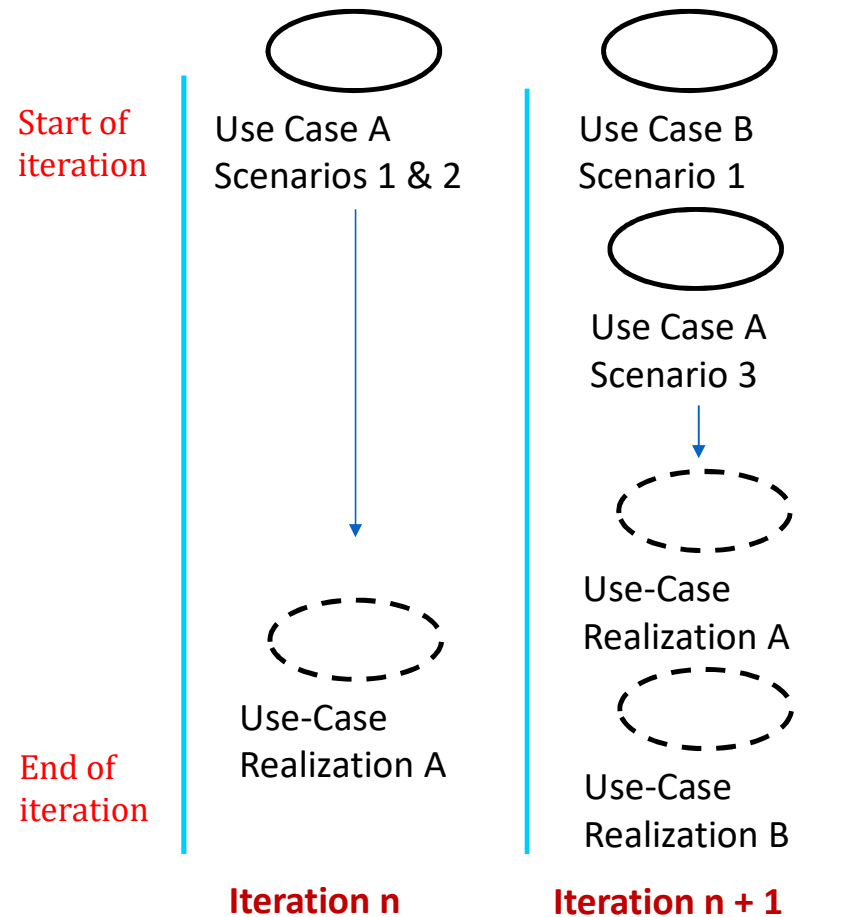 Start of
iteration
Use Case A
Scenarios 1 & 2
Use Case B
Scenario 1
Use Case A
Scenario 3
Use-Case
Realization A
Use-Case
Realization A
Use-Case
Realization B
End of
iteration
Iteration n
Iteration n + 1